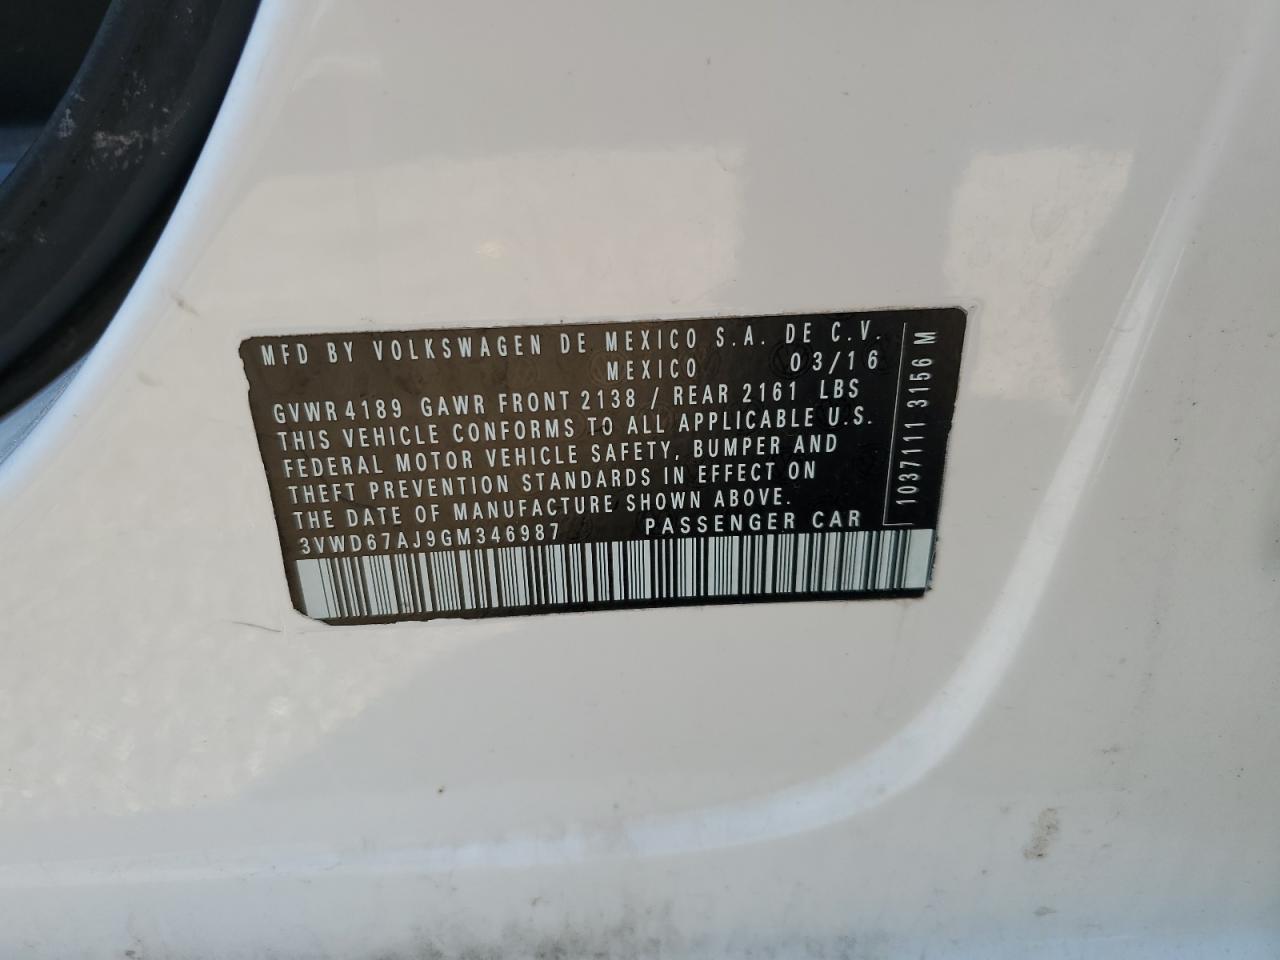 MFD BY VOLKSWAGEN DE MEXICO S.A. DE C.V.
MEXICO 03/16
GVWR 4189 GAWR FRONT 2138 / REAR 2161 LBS
THIS VEHICLE CONFORMS TO ALL APPLICABLE U.S.
FEDERAL MOTOR VEHICLE SAFETY, BUMPER AND
THEFT PREVENTION STANDARDS IN EFFECT ON
THE DATE OF MANUFACTURE SHOWN ABOVE.
3VWD67AJ9GM346987 PASSENGER CAR
1037111 3156 M